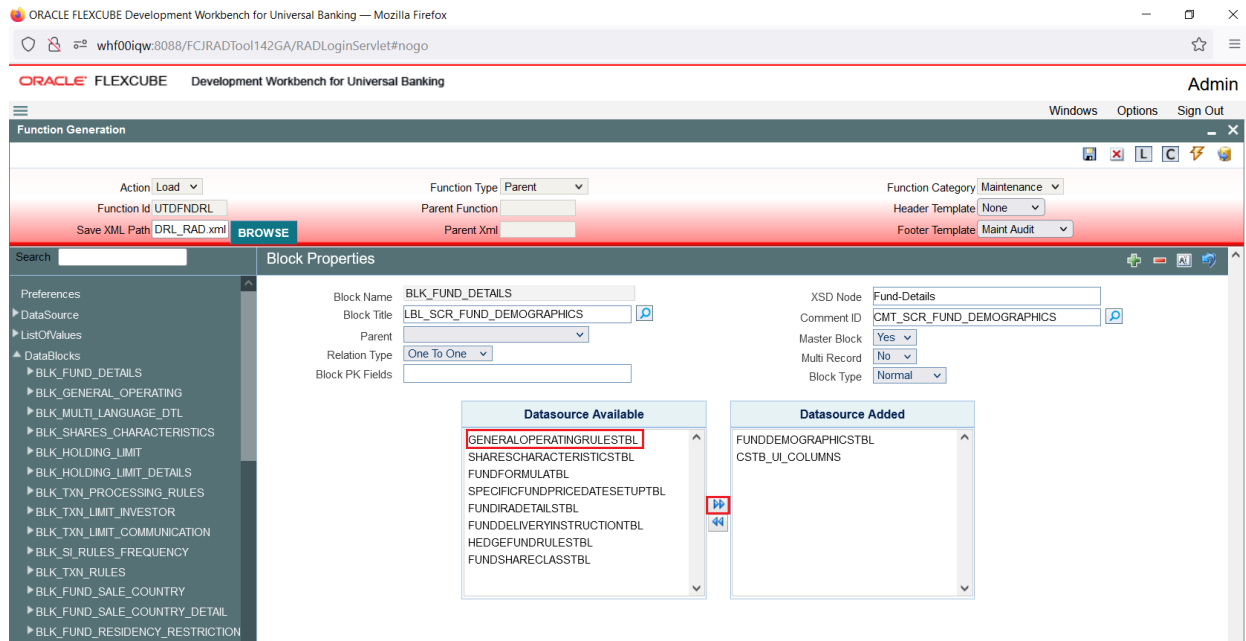 ORACLE FLEXCUBE Development Workbench for Universal Banking — Mozilla Firefox
whf00iqw:8088/FCJRADTool142GA/RADLoginServlet#nogo
ORACLE FLEXCUBE Development Workbench for Universal Banking
Admin
Windows Options Sign Out
Function Generation
L C
Action Load Function Type Parent Function Category Maintenance
Function Id UTDFNDRL Parent Function Header Template None
Save XML Path DRL_RAD.xml BROWSE Parent Xml Footer Template Maint Audit
Search
Block Properties
Preferences
DataSource
ListOfValues
DataBlocks
BLK_FUND_DETAILS
BLK_GENERAL_OPERATING
BLK_MULTI_LANGUAGE_DTL
BLK_SHARES_CHARACTERISTICS
BLK_HOLDING_LIMIT
BLK_HOLDING_LIMIT_DETAILS
BLK_TXN_PROCESSING_RULES
BLK_TXN_LIMIT_INVESTOR
BLK_TXN_LIMIT_COMMUNICATION
BLK_SI_RULES_FREQUENCY
BLK_TXN_RULES
BLK_FUND_SALE_COUNTRY
BLK_FUND_SALE_COUNTRY_DETAIL
BLK_FUND_RESIDENCY_RESTRICTION
Block Name BLK_FUND_DETAILS
Block Title LBL_SCR_FUND_DEMOGRAPHICS
Parent
Relation Type One To One
Block PK Fields
XSD Node Fund-Details
Comment ID CMT_SCR_FUND_DEMOGRAPHICS
Master Block Yes
Multi Record No
Block Type Normal
Datasource Available
GENERALOPERATINGRULESTBL
SHARESCHARACTERISTICSTBL
FUNDFORMULATBL
SPECIFICFUNDPRICEDATESETUPTBL
FUNDIRADETAILSTBL
FUNDDELIVERYINSTRUCTIONTBL
HEDGEFUNDRULESTBL
FUNDSHARECLASSTBL
Datasource Added
FUNDDEMOGRAPHICSTBL
CSTB_UI_COLUMNS